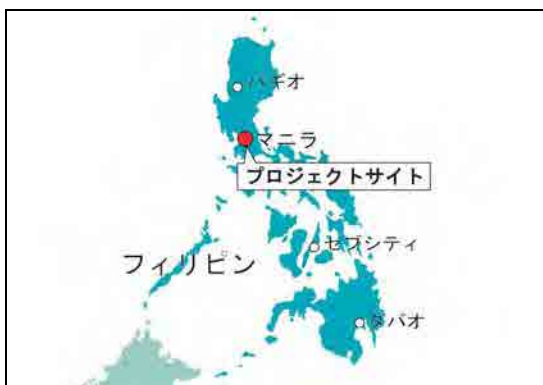 バギオ
マニラ
プロジェクトサイト
セブシティ
フィリピン
ダバオ